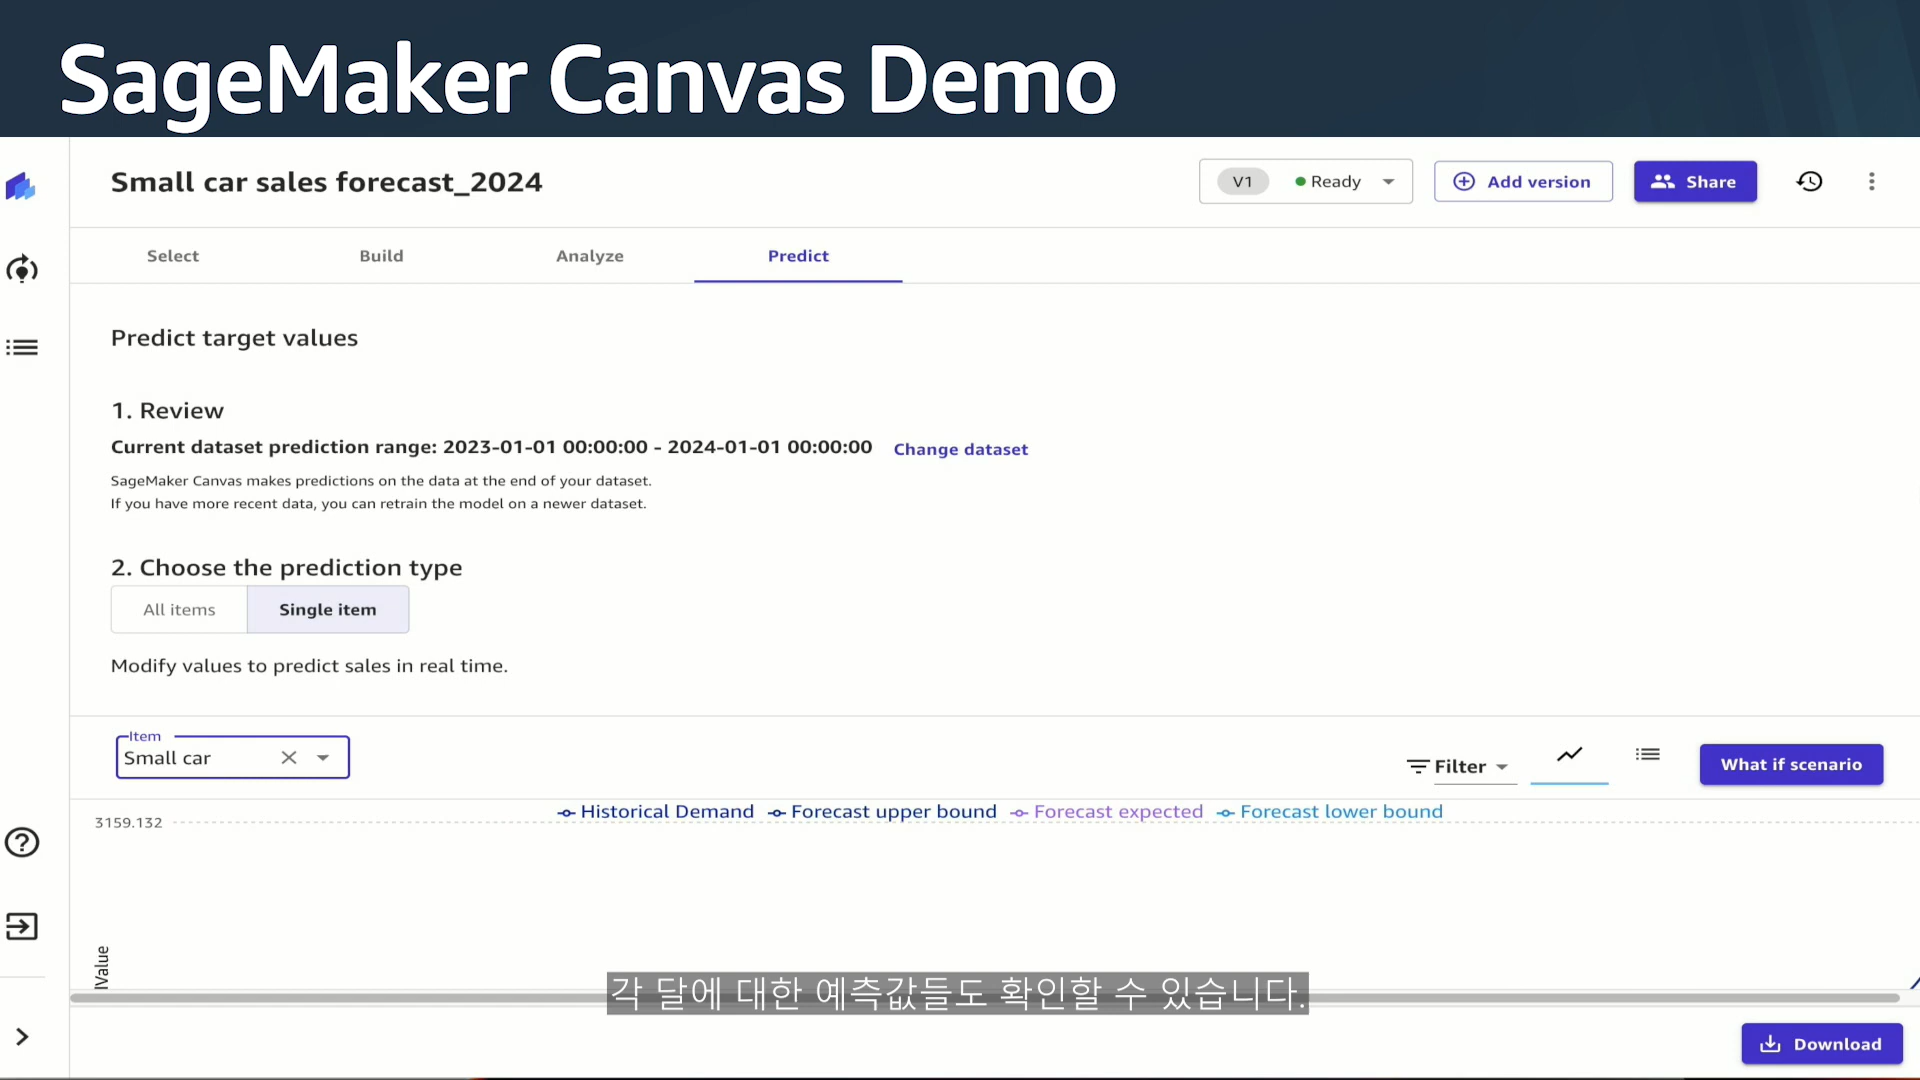 SageMaker Canvas Demo
Small car sales forecast_2024
V1 Ready
Add version
Share
Select
Build
Analyze
Predict
Predict target values
1. Review
Current dataset prediction range: 2023-01-01 00:00:00 - 2024-01-01 00:00:00 Change dataset
SageMaker Canvas makes predictions on the data at the end of your dataset.
If you have more recent data, you can retrain the model on a newer dataset.
2. Choose the prediction type
All items
Single item
Modify values to predict sales in real time.
Item
Small car
Filter
What if scenario
Historical Demand Forecast upper bound Forecast expected Forecast lower bound
3159.132
Value
각 달에 대한 예측값들도 확인할 수 있습니다.
Download